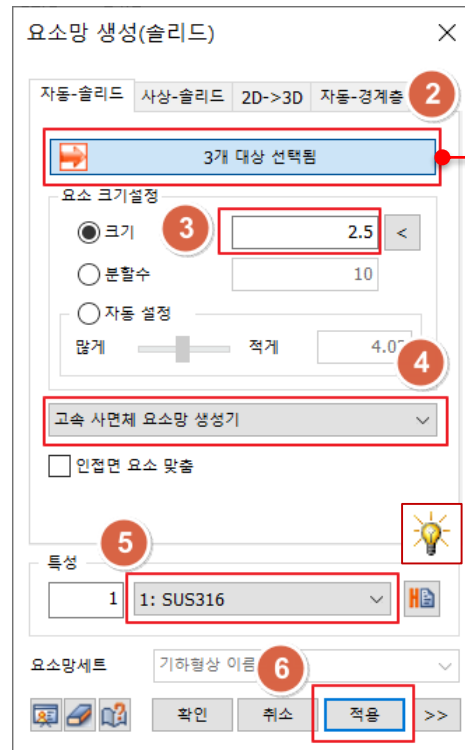 요소망 생성(솔리드)
자동-솔리드 사상-솔리드 2D->3D 자동-경계층 2
3개 대상 선택됨
요소 크기설정
크기 3 2.5 <
분할수 10
자동 설정
많게 적게 4.0
4
고속 사면체 요소망 생성기
인접면 요소 맞춤
5
특성
1 1: SUS316
요소망세트 기하형상 이름 6
확인 취소 적용 >>